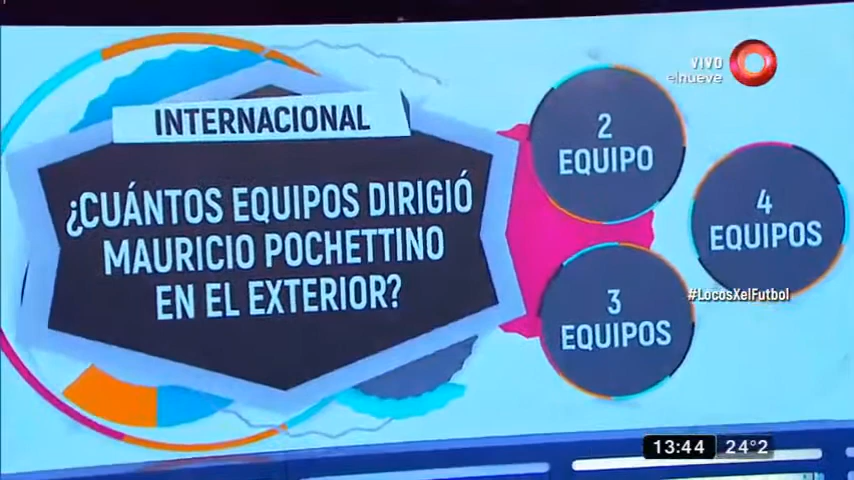 VIVO
elnueve
INTERNACIONAL
¿CUÁNTOS EQUIPOS DIRIGIÓ
MAURICIO POCHETTINO
EN EL EXTERIOR?
2
EQUIPO
4
EQUIPOS
3
EQUIPOS
#LocosXelFutbol
13:44 24°2